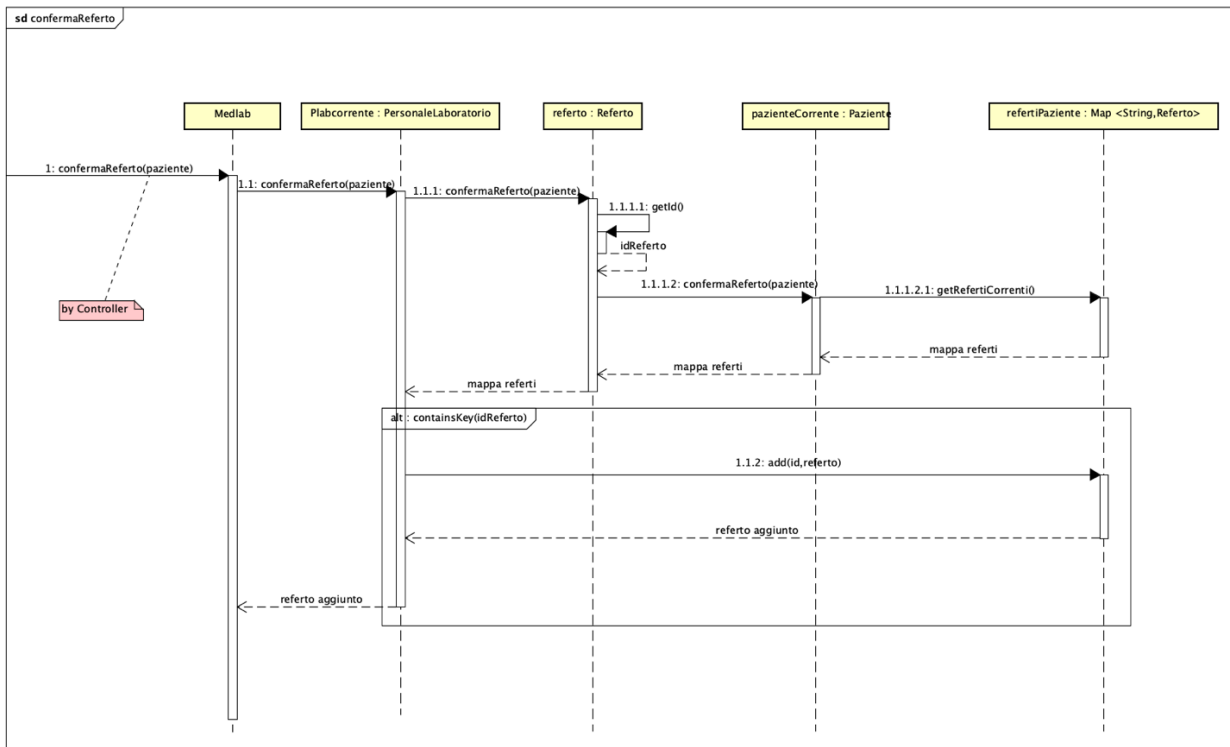 sd confermaReferto
Medlab
Plabcorrente : PersonaleLaboratorio
referto : Referto
pazienteCorrente : Paziente
refertiPaziente : Map <String,Referto>
1: confermaReferto(paziente)
1.1: confermaReferto(paziente)
1.1.1: confermaReferto(paziente)
1.1.1.1: getId()
idReferto
1.1.1.2: confermaReferto(paziente)
1.1.1.2.1: getRefertiCorrenti()
by Controller
mappa referti
mappa referti
mappa referti
alt : containsKey(idReferto)
1.1.2: add(id,referto)
referto aggiunto
referto aggiunto